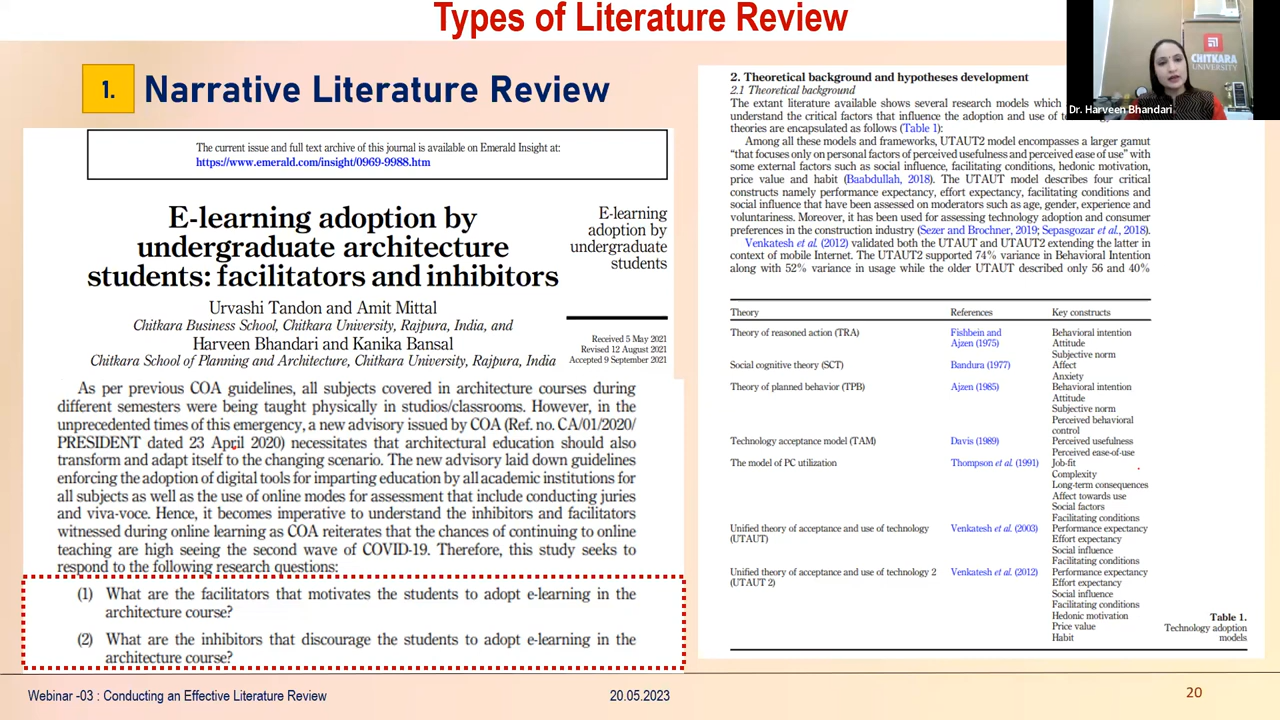 Types of Literature Review
1. Narrative Literature Review
The current issue and full text archive of this journal is available on Emerald Insight at:
https://www.emerald.com/insight/0969-9988.htm
E-learning adoption by
undergraduate architecture
students: facilitators and inhibitors
Urvashi Tandon and Amit Mittal
Chitkara Business School, Chitkara University, Rajpura, India, and
Harveen Bhandari and Kanika Bansal
Chitkara School of Planning and Architecture, Chitkara University, Rajpura, India
E-learning
adoption by
undergraduate
students
Received 5 May 2021
Revised 12 August 2021
Accepted 9 September 2021
As per previous COA guidelines, all subjects covered in architecture courses during
different semesters were being taught physically in studios/classrooms. However, in the
unprecedented times of this emergency, a new advisory issued by COA (Ref. no. CA/01/2020/
PRESIDENT dated 23 April 2020) necessitates that architectural education should also
transform and adapt itself to the changing scenario. The new advisory laid down guidelines
enforcing the adoption of digital tools for imparting education by all academic institutions for
all subjects as well as the use of online modes for assessment that include conducting juries
and viva-voce. Hence, it becomes imperative to understand the inhibitors and facilitators
witnessed during online learning as COA reiterates that the chances of continuing to online
teaching are high seeing the second wave of COVID-19. Therefore, this study seeks to
respond to the following research questions:
(1) What are the facilitators that motivates the students to adopt e-learning in the
architecture course?
(2) What are the inhibitors that discourage the students to adopt e-learning in the
architecture course?
2. Theoretical background and hypotheses development
2.1 Theoretical background
The extant literature available shows several research models which
understand the critical factors that influence the adoption and use of
theories are encapsulated as follows (Table 1):
Among all these models and frameworks, UTAUT2 model encompasses a larger gamut
"that focuses only on personal factors of perceived usefulness and perceived ease of use" with
some external factors such as social influence, facilitating conditions, hedonic motivation,
price value and habit (Baabdullah, 2018). The UTAUT model describes four critical
constructs namely performance expectancy, effort expectancy, facilitating conditions and
social influence that have been assessed on moderators such as age, gender, experience and
voluntariness. Moreover, it has been used for assessing technology adoption and consumer
preferences in the construction industry (Sezer and Brochner, 2019; Sepasgozar et al., 2018).
Venkatesh et al. (2012) validated both the UTAUT and UTAUT2 extending the latter in
context of mobile Internet. The UTAUT2 supported 74% variance in Behavioral Intention
along with 52% variance in usage while the older UTAUT described only 56 and 40%
Theory References Key constructs
Theory of reasoned action (TRA) Fishbein and Behavioral intention
Ajzen (1975) Attitude
Subjective norm
Social cognitive theory (SCT) Bandura (1977) Affect
Anxiety
Theory of planned behavior (TPB) Ajzen (1985) Behavioral intention
Attitude
Subjective norm
Perceived behavioral
control
Technology acceptance model (TAM) Davis (1989) Perceived usefulness
Perceived ease-of-use
The model of PC utilization Thompson et al. (1991) Job-fit
Complexity
Long-term consequences
Affect towards use
Social factors
Facilitating conditions
Unified theory of acceptance and use of technology Venkatesh et al. (2003) Performance expectancy
(UTAUT) Effort expectancy
Social influence
Facilitating conditions
Unified theory of acceptance and use of technology 2 Venkatesh et al. (2012) Performance expectancy
(UTAUT 2) Effort expectancy
Social influence
Facilitating conditions
Hedonic motivation
Price value
Habit
Table 1.
Technology adoption
models
CHITKARA
UNIVERSITY
Dr. Harveen Bhandari
Webinar -03 : Conducting an Effective Literature Review
20.05.2023
20